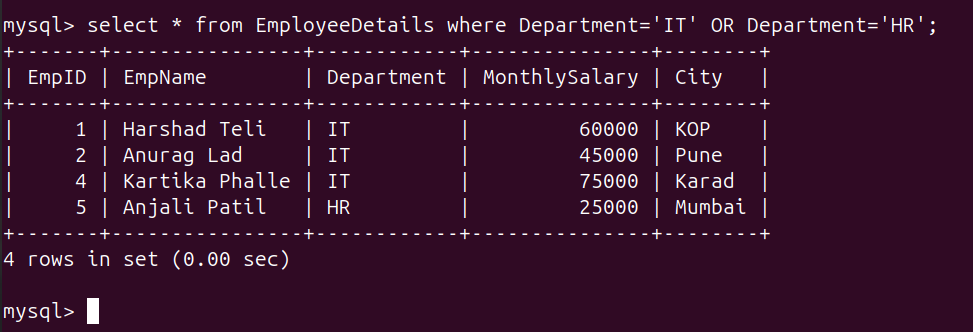 mysql> select * from EmployeeDetails where Department='IT' OR Department='HR';
+-------+----------------+------------+---------------+--------+
| EmpID | EmpName        | Department | MonthlySalary | City   |
+-------+----------------+------------+---------------+--------+
|     1 | Harshad Teli   | IT         |         60000 | KOP    |
|     2 | Anurag Lad     | IT         |         45000 | Pune   |
|     4 | Kartika Phalle | IT         |         75000 | Karad  |
|     5 | Anjali Patil   | HR         |         25000 | Mumbai |
+-------+----------------+------------+---------------+--------+
4 rows in set (0.00 sec)
mysql>